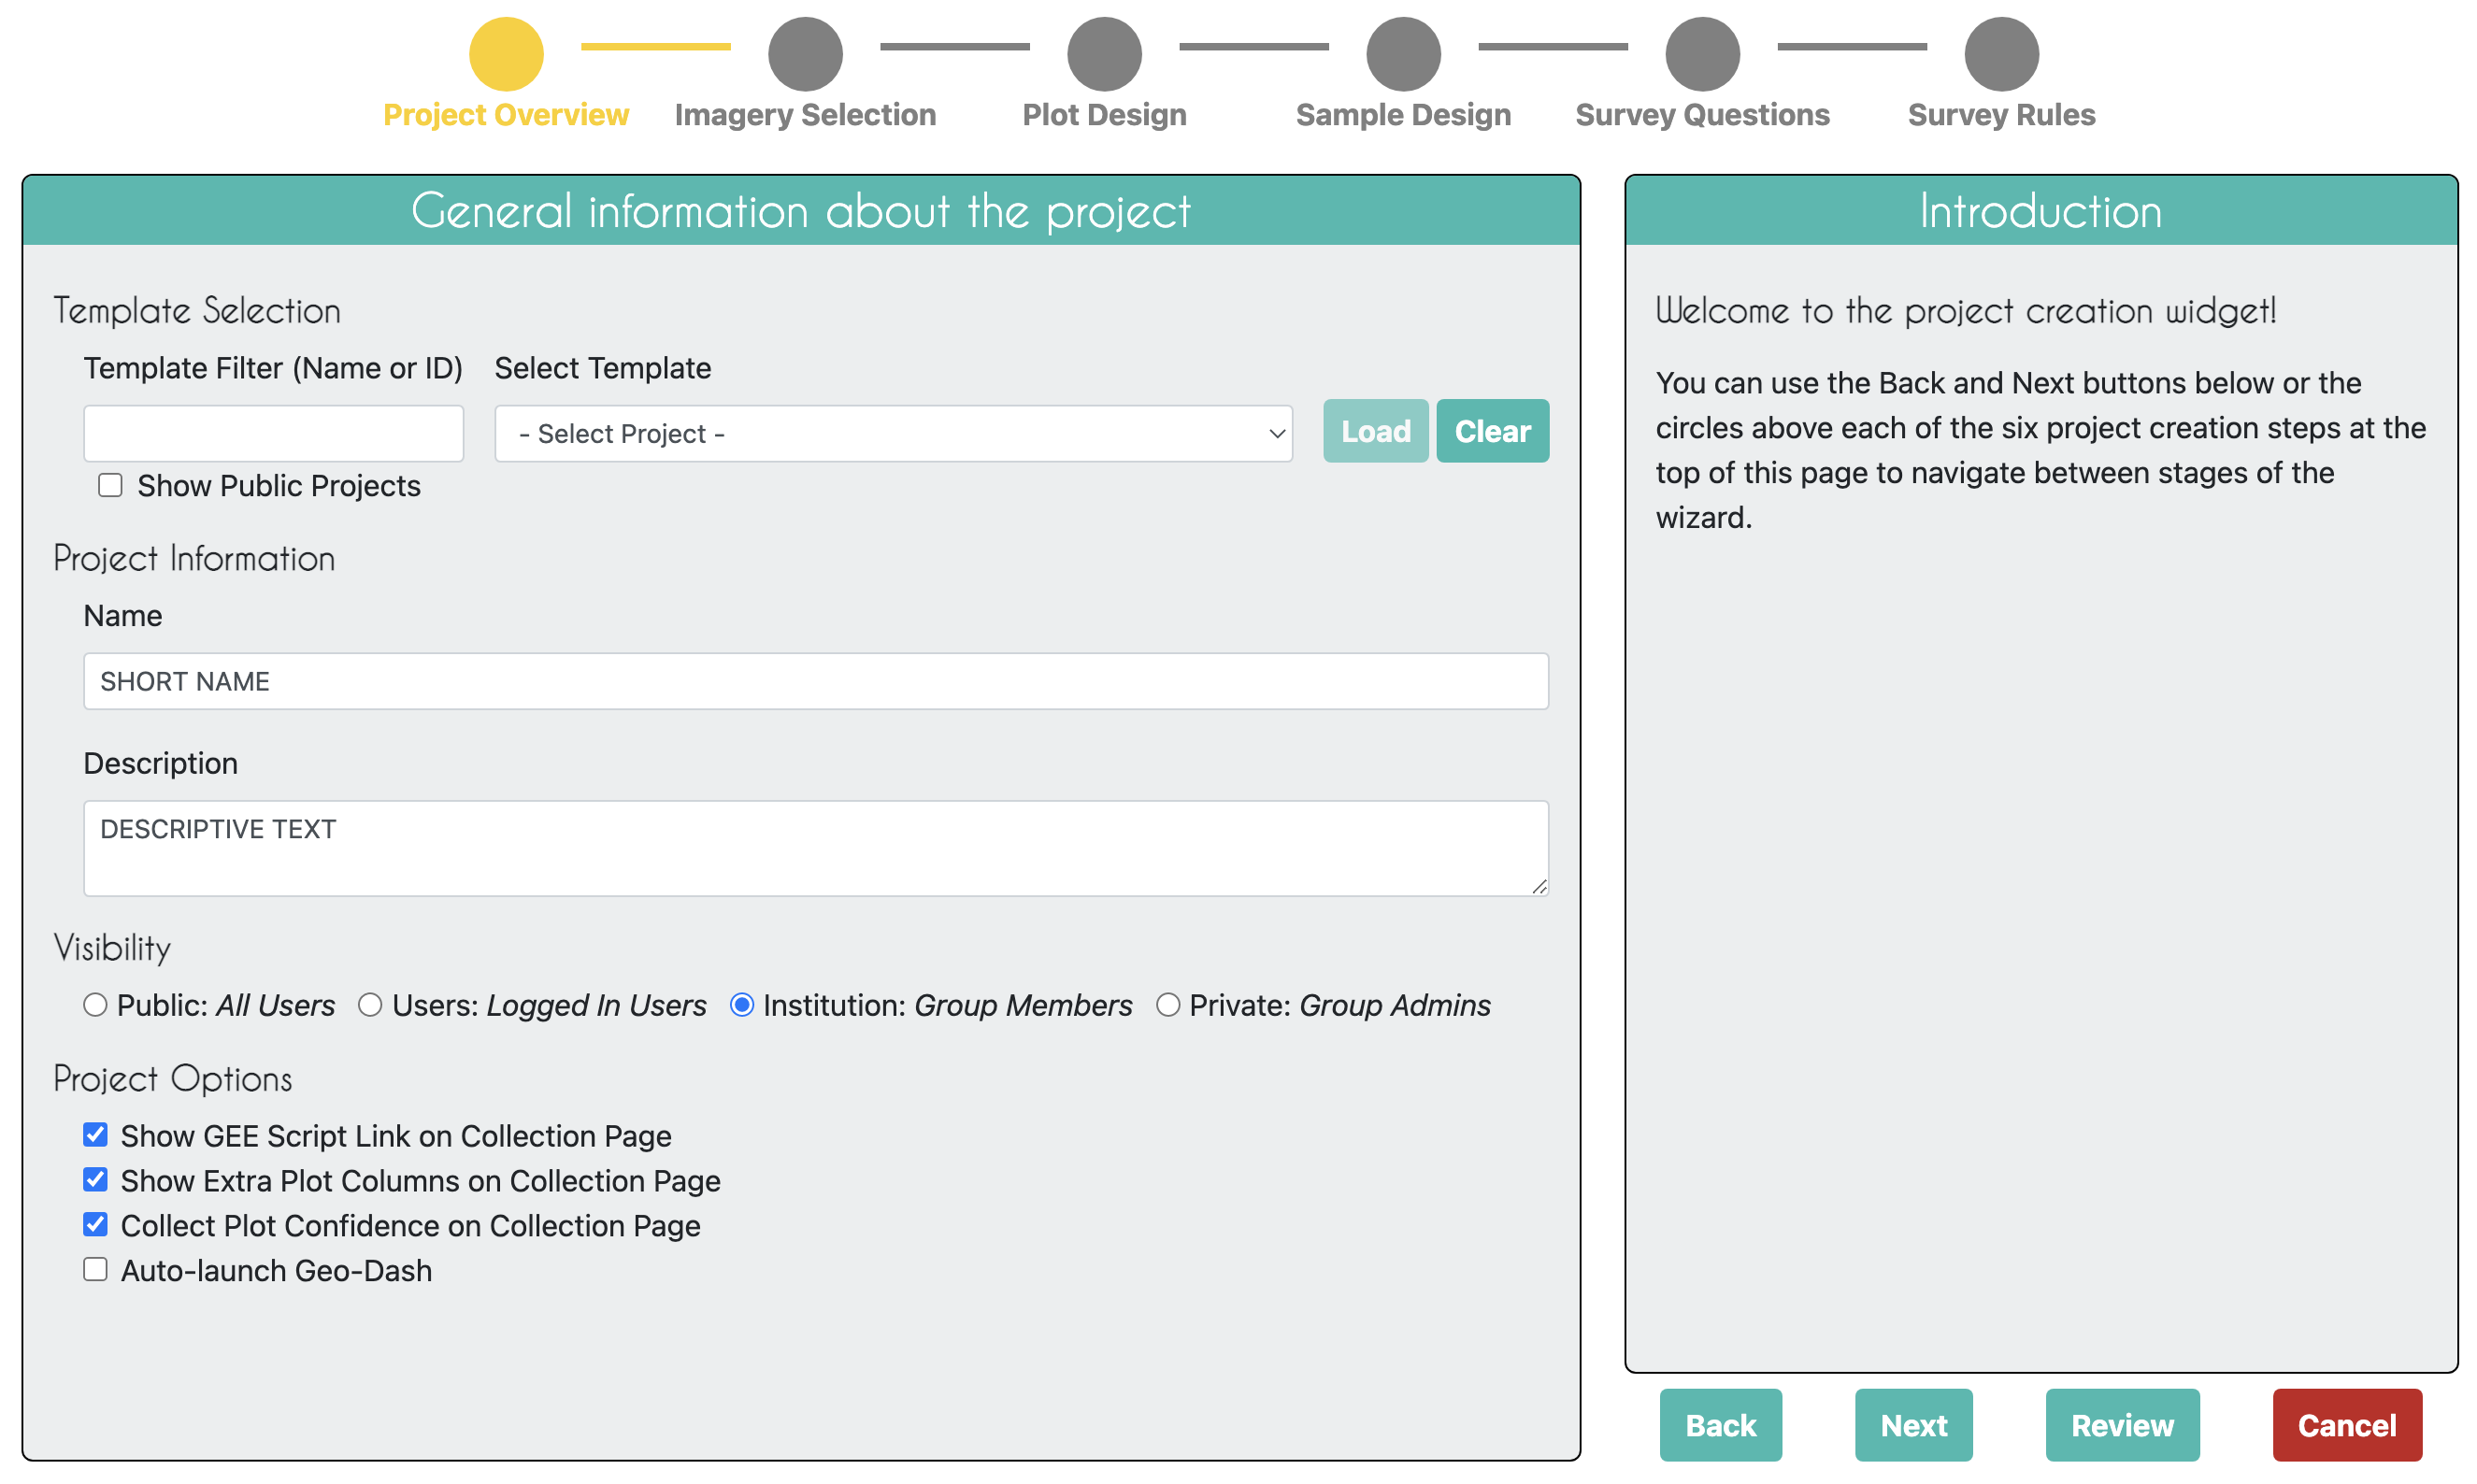 Project Overview
Imagery Selection
Plot Design
Sample Design
Survey Questions
Survey Rules
General information about the project
Template Selection
Template Filter (Name or ID)
Select Template
- Select Project -
Load
Clear
Show Public Projects
Project Information
Name
SHORT NAME
Description
DESCRIPTIVE TEXT
Visibility
Public: All Users
Users: Logged In Users
Institution: Group Members
Private: Group Admins
Project Options
Show GEE Script Link on Collection Page
Show Extra Plot Columns on Collection Page
Collect Plot Confidence on Collection Page
Auto-launch Geo-Dash
Introduction
Welcome to the project creation widget!
You can use the Back and Next buttons below or the
circles above each of the six project creation steps at the
top of this page to navigate between stages of the
wizard.
Back
Next
Review
Cancel